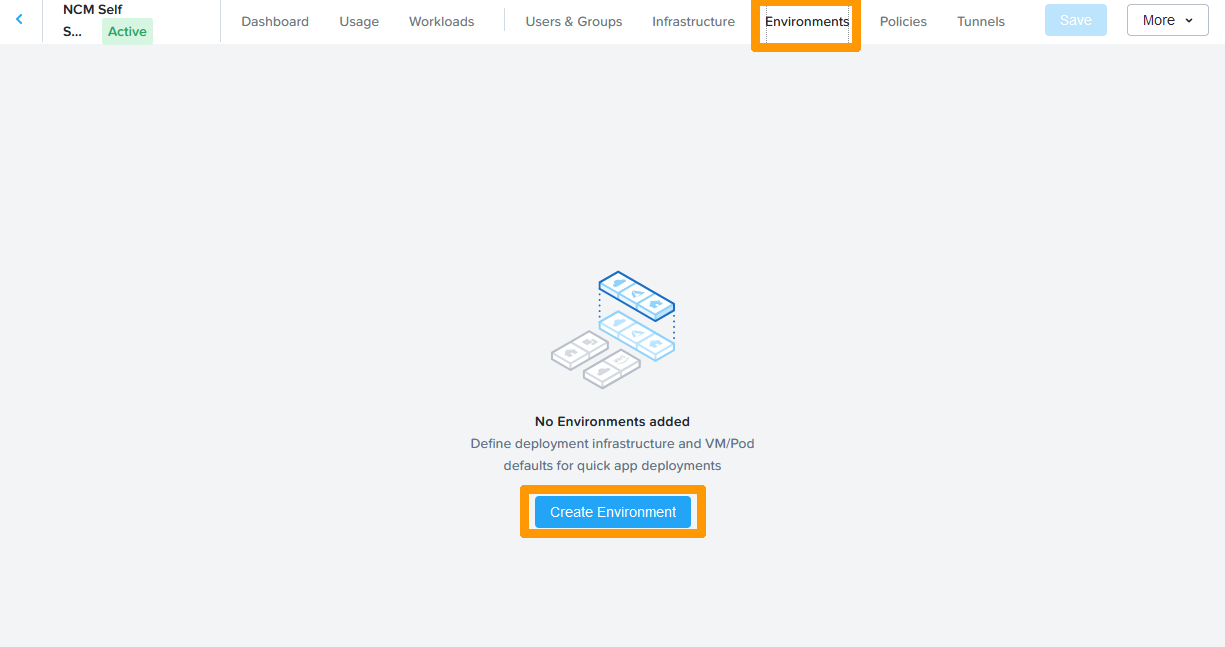 NCM Self
S...
Active
Dashboard
Usage
Workloads
Users & Groups
Infrastructure
Environments
Policies
Tunnels
Save
More
No Environments added
Define deployment infrastructure and VM/Pod
defaults for quick app deployments
Create Environment